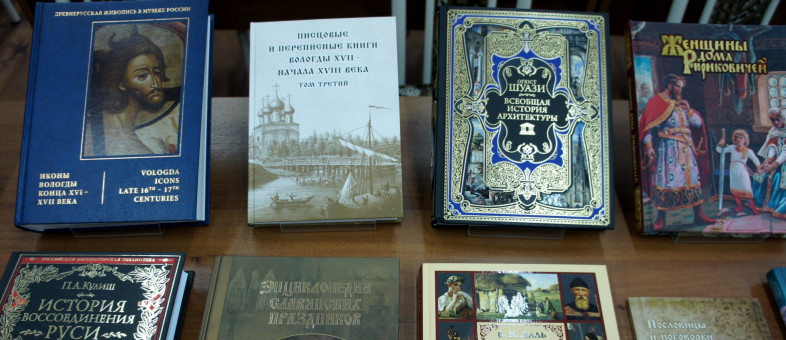 ДРЕВНЕРУССКАЯ ЖИВОПИСЬ В МУЗЕЯХ РОССИИ
ИКОНЫ
ВОЛОГДЫ
КОНЦА XVI –
XVII ВЕКА
VOLOGDA
ICONS
LATE 16TH – 17TH
CENTURIES
ПИСЦОВЫЕ
И ПЕРЕПИСНЫЕ КНИГИ
ВОЛОГДЫ XVII –
НАЧАЛА XVIII ВЕКА
ТОМ ТРЕТИЙ
ОГЮСТ
ШУАЗИ
ВСЕОБЩАЯ
ИСТОРИЯ
АРХИТЕКТУРЫ
ЖЕНЩИНЫ
ДОМА
РЮРИКОВИЧЕЙ
П.А. КУЛИШ
ИСТОРИЯ
ВОССОЕДИНЕНИЯ
РУСИ
ЭНЦИКЛОПЕДИЯ
СЛАВЯНСКИХ
ПРАЗДНИКОВ
ДАЛЬ
Пословицы
и поговорки